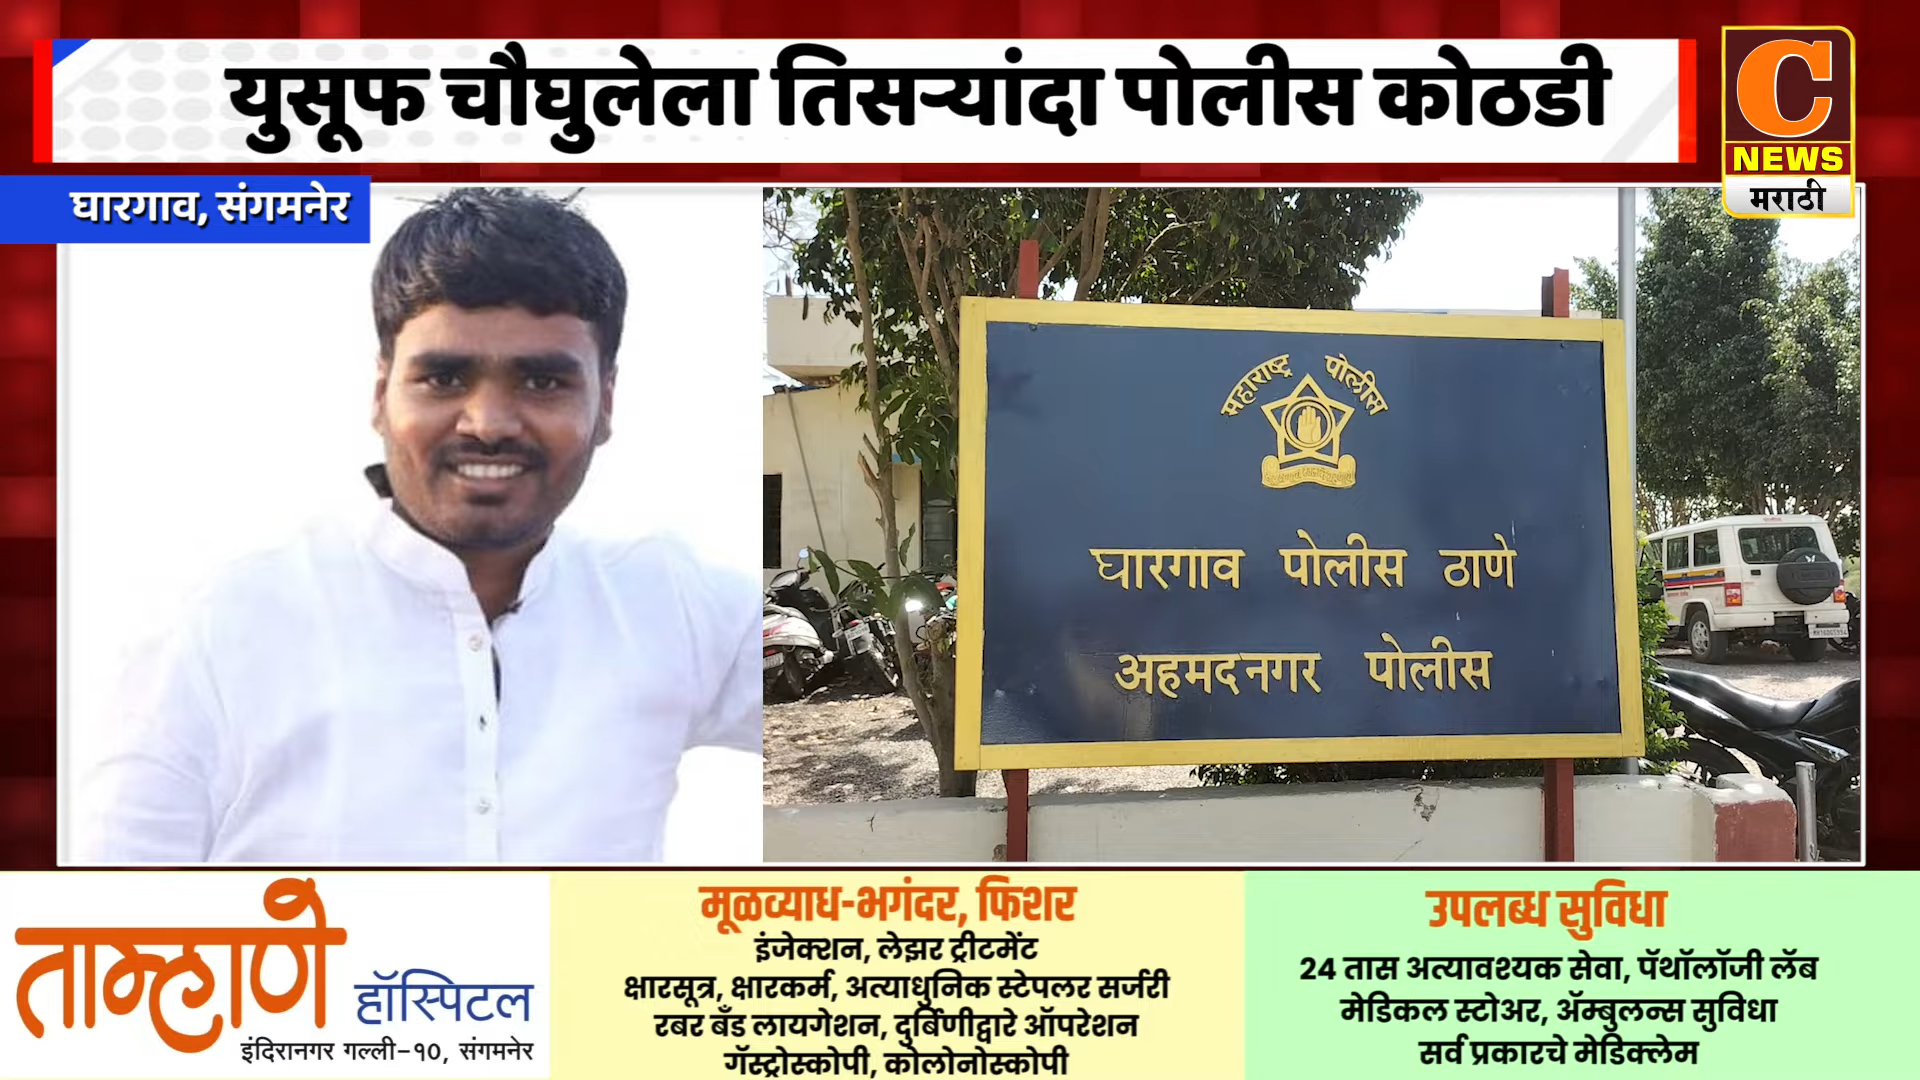 युसूफ चौघुलेला तिसऱ्यांदा पोलीस कोठडी
C
NEWS
मराठी
घारगाव, संगमनेर
महाराष्ट्र पोलीस
घारगाव पोलीस ठाणे
अहमदनगर पोलीस
ताम्हाणे
हॉस्पिटल
इंदिरानगर गल्ली-१०, संगमनेर
मूळव्याध-भगंदर, फिशर
इंजेक्शन, लेझर ट्रीटमेंट
क्षारसूत्र, क्षारकर्म, अत्याधुनिक स्टेपलर सर्जरी
रबर बँड लायगेशन, दुर्बिणीद्वारे ऑपरेशन
गॅस्ट्रोस्कोपी, कोलोनोस्कोपी
उपलब्ध सुविधा
24 तास अत्यावश्यक सेवा, पॅथॉलॉजी लॅब
मेडिकल स्टोअर, ॲम्बुलन्स सुविधा
सर्व प्रकारचे मेडिक्लेम